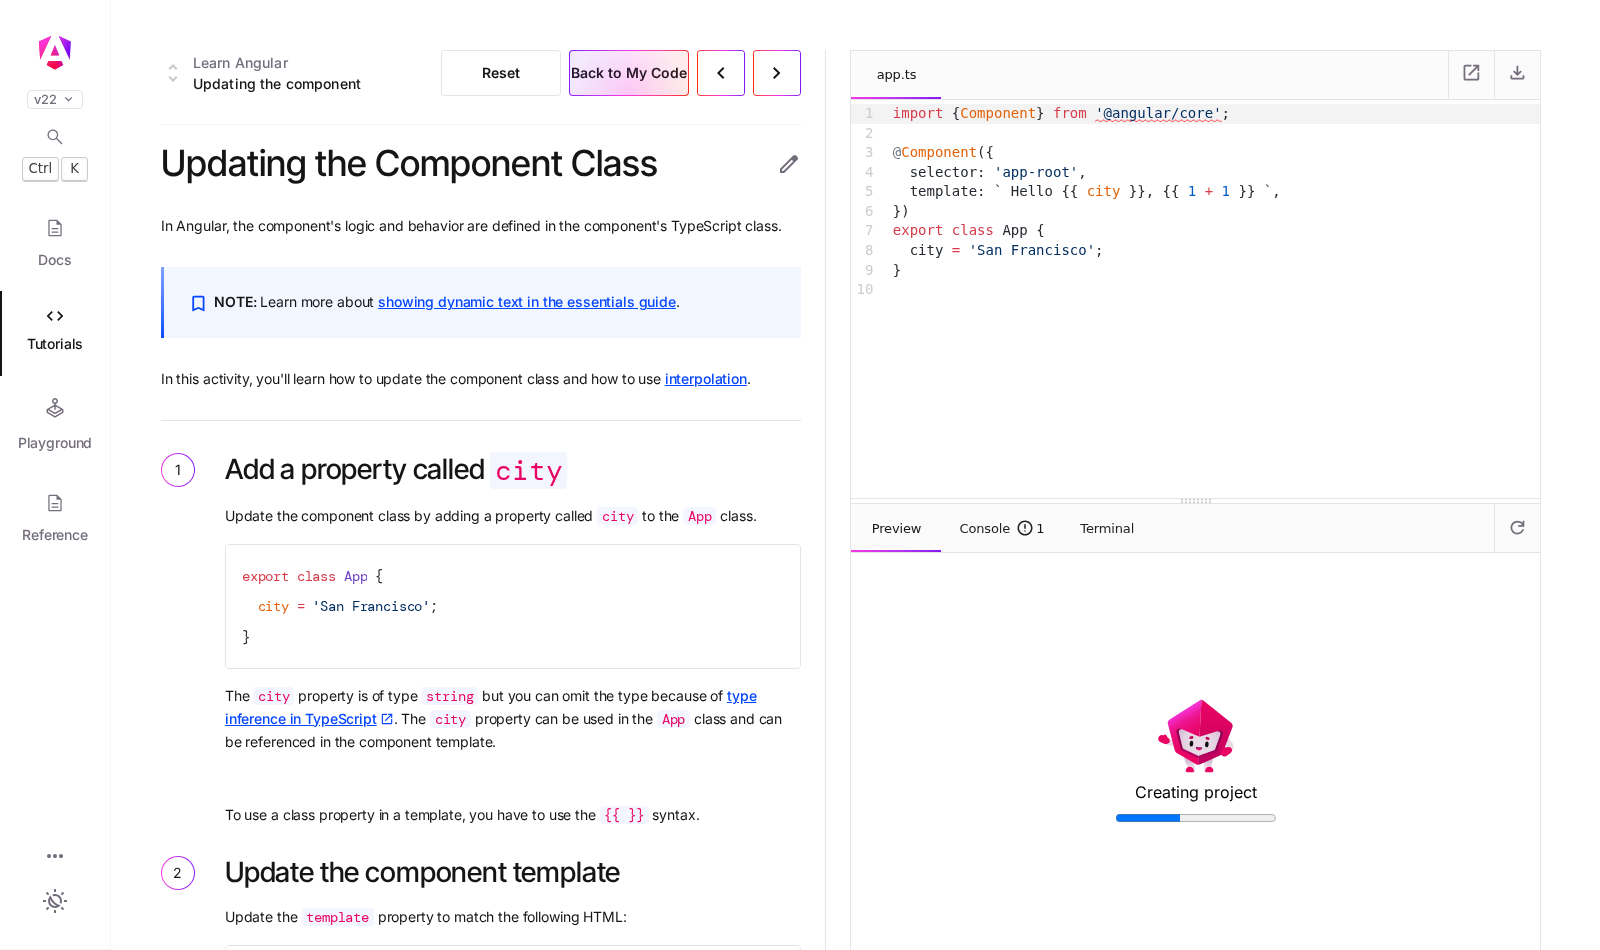 v22
Ctrl K
Docs
Tutorials
Playground
Reference
Learn Angular
Updating the component
Reset
Back to My Code
Updating the Component Class
In Angular, the component's logic and behavior are defined in the component's TypeScript class.
NOTE: Learn more about showing dynamic text in the essentials guide.
In this activity, you'll learn how to update the component class and how to use interpolation.
1
Add a property called city
Update the component class by adding a property called city to the App class.
export class App {
city = 'San Francisco';
}
The city property is of type string but you can omit the type because of type
inference in TypeScript. The city property can be used in the App class and can
be referenced in the component template.
To use a class property in a template, you have to use the {{ }} syntax.
2
Update the component template
Update the template property to match the following HTML:
app.ts
1 import {Component} from '@angular/core';
2
3 @Component({
4 selector: 'app-root',
5 template: ` Hello {{ city }}, {{ 1 + 1 }} `,
6 })
7 export class App {
8 city = 'San Francisco';
9 }
10
Preview
Console 1
Terminal
Creating project